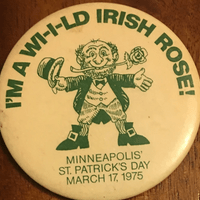 I'M A WI-I-LD IRISH ROSE!
MINNEAPOLIS'
ST. PATRICK'S DAY
MARCH 17, 1975